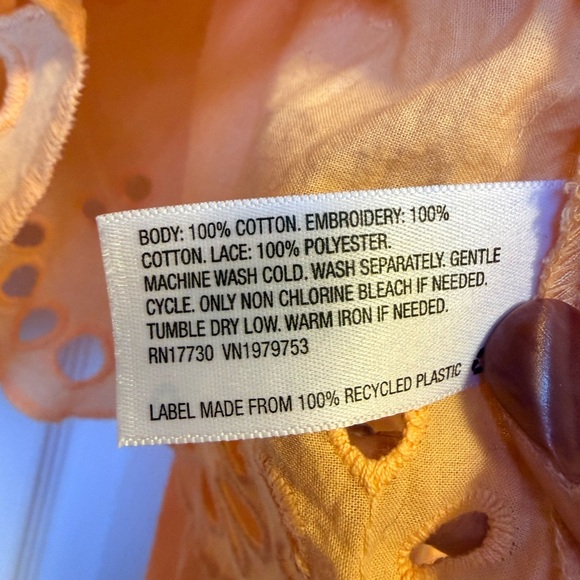 BODY: 100% COTTON. EMBROIDERY: 100%
COTTON. LACE: 100% POLYESTER.
MACHINE WASH COLD. WASH SEPARATELY. GENTLE
CYCLE. ONLY NON CHLORINE BLEACH IF NEEDED.
TUMBLE DRY LOW. WARM IRON IF NEEDED.
RN17730 VN1979753
LABEL MADE FROM 100% RECYCLED PLASTIC